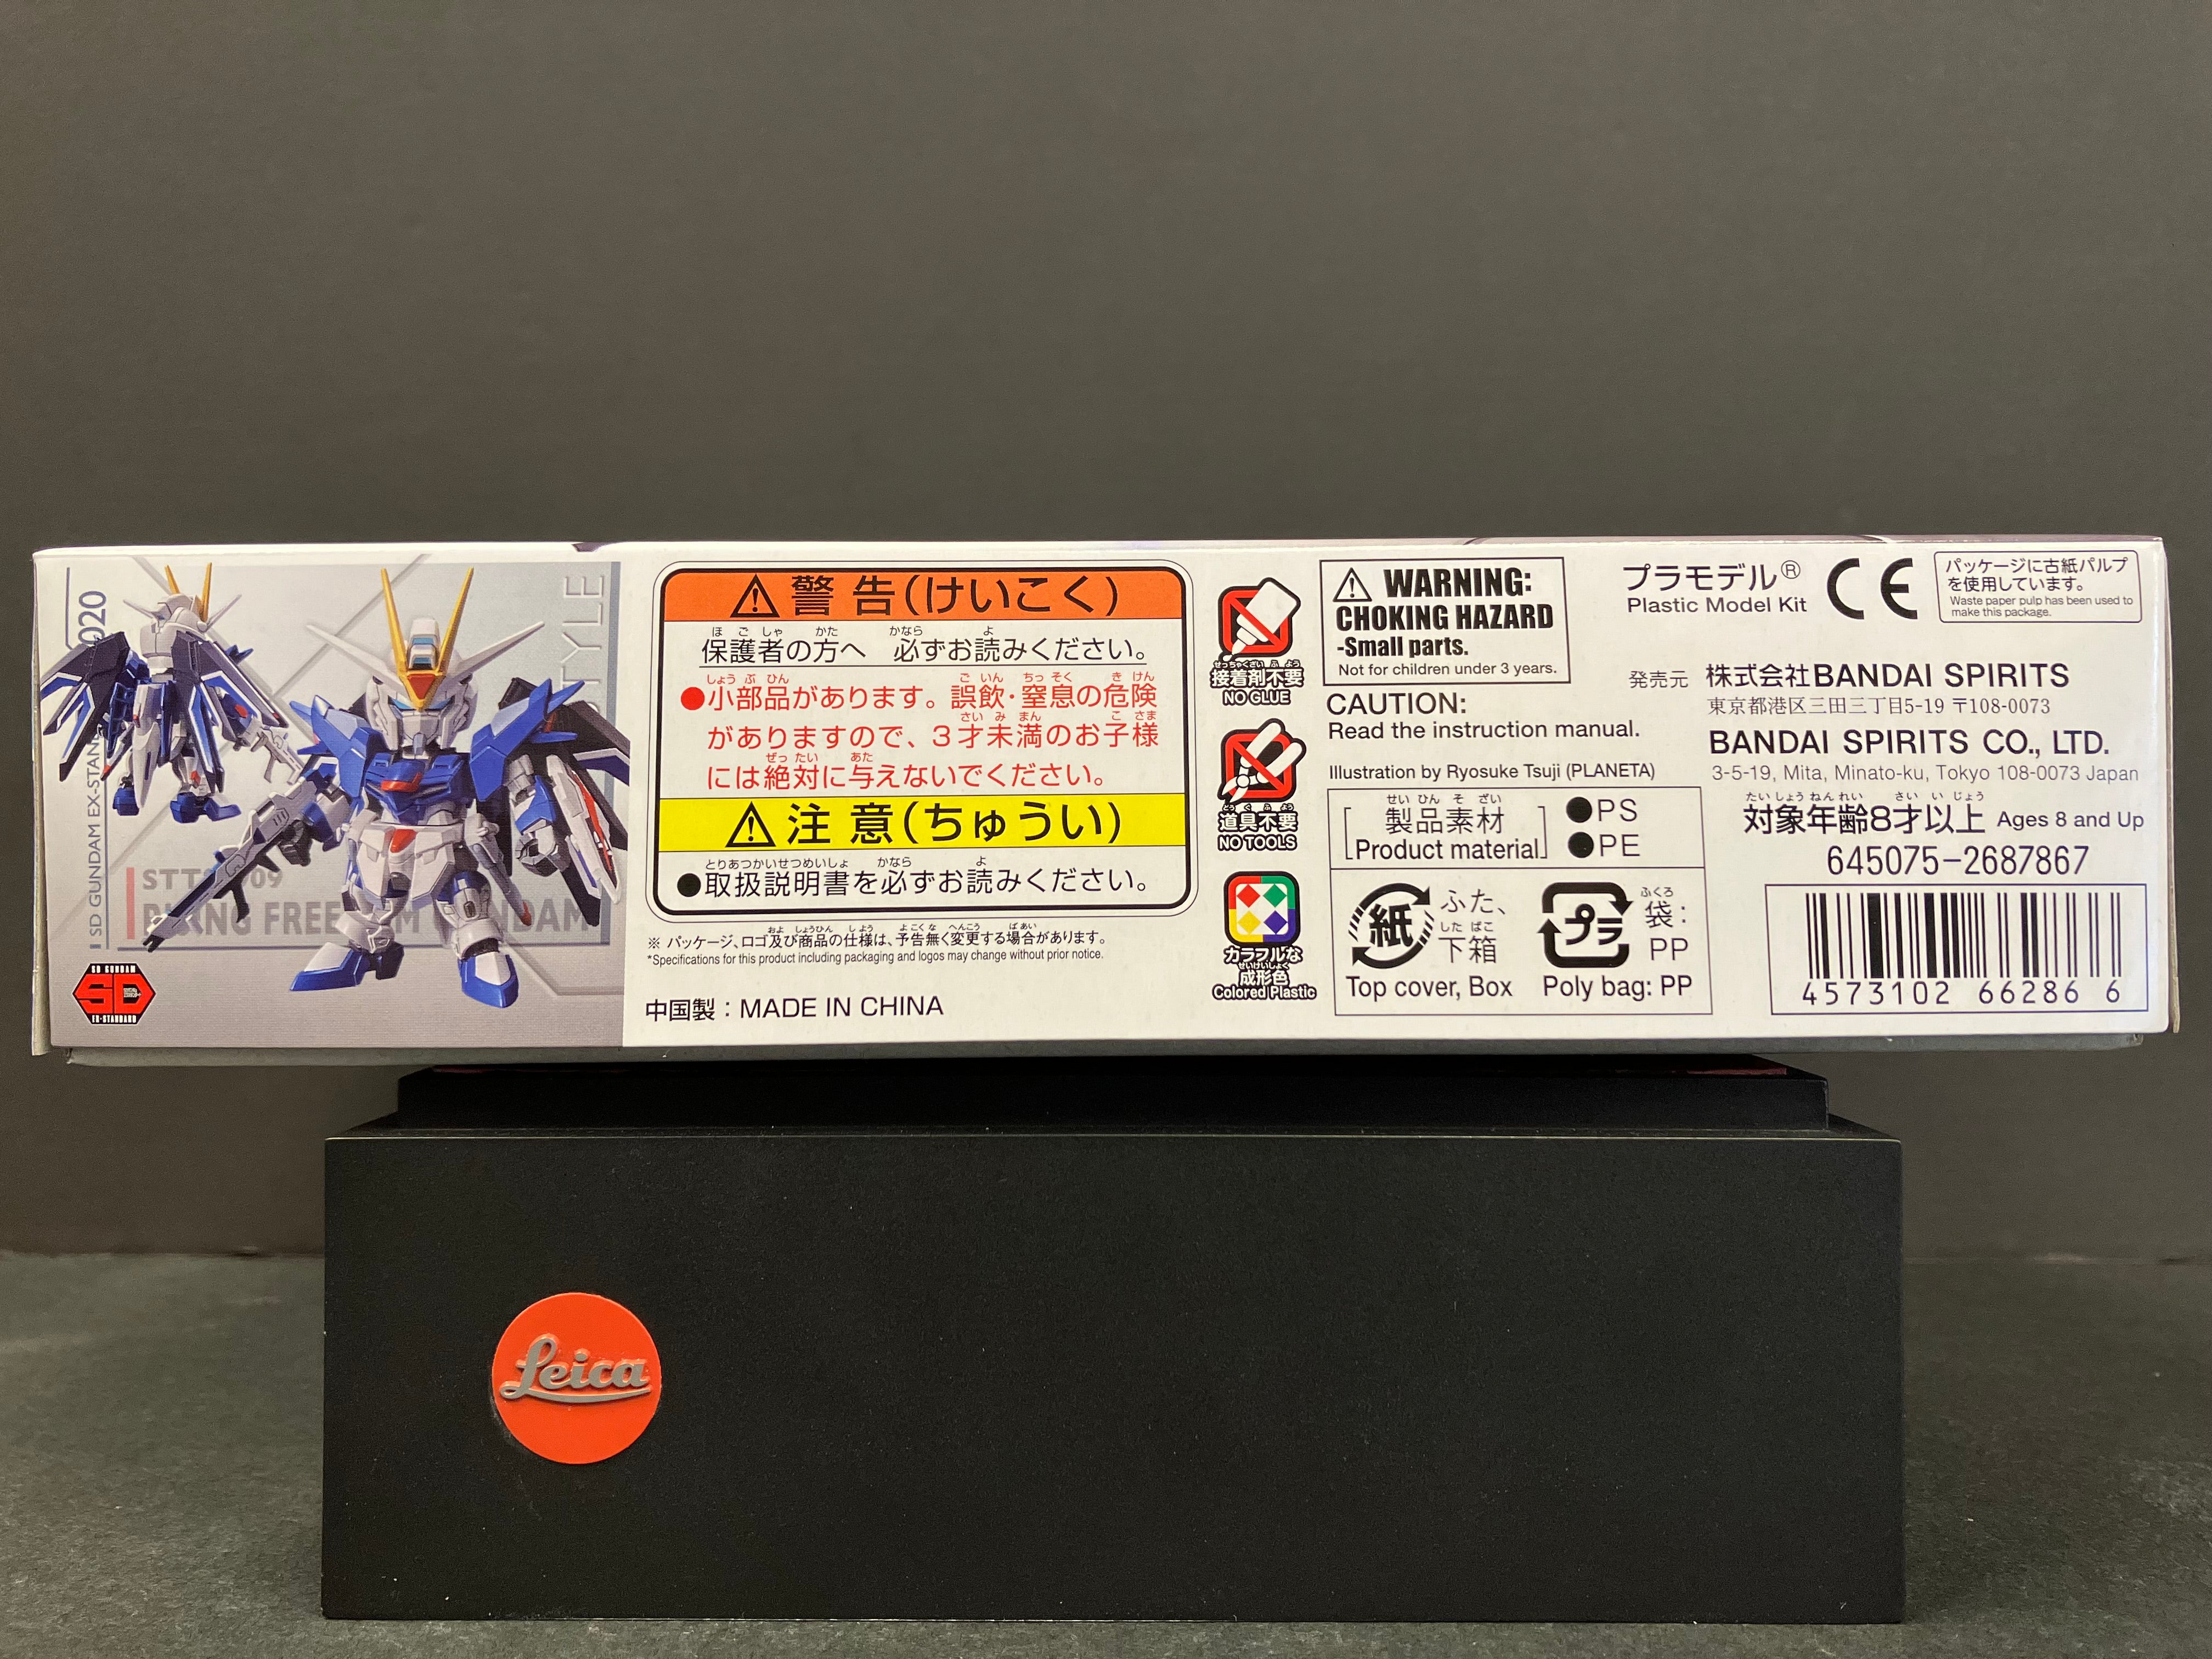 020
SD GUNDAM EX-STAN
STYLE
FREE
SD GUNDAM
SD
EX-STANDARD
警告(けいこく)
保護者の方へ 必ずお読みください。
●小部品があります。誤飲・窒息の危険
がありますので、3才未満のお子様
には絶対に与えないでください。
注意(ちゅうい)
●取扱説明書を必ずお読みください。
※ パッケージ、ロゴ及び商品の仕様は、予告無く変更する場合があります。
*Specifications for this product including packaging and logos may change without prior notice.
中国製：MADE IN CHINA
接着剤不要
NO GLUE
道具不要
NO TOOLS
カラフルな
成形色
Colored Plastic
WARNING:
CHOKING HAZARD
-Small parts.
Not for children under 3 years.
CAUTION:
Read the instruction manual.
Illustration by Ryosuke Tsuji (PLANETA)
製品素材
[Product material]
●PS
●PE
紙
ふた、
下箱
Top cover, Box
プラ
袋：
PP
Poly bag: PP
プラモデル®
Plastic Model Kit
CE
パッケージに古紙パルプ
を使用しています。
Waste paper pulp has been used to
make this package.
発売元 株式会社BANDAI SPIRITS
東京都港区三田三丁目5-19 〒108-0073
BANDAI SPIRITS CO., LTD.
3-5-19, Mita, Minato-ku, Tokyo 108-0073 Japan
対象年齢8才以上 Ages 8 and Up
645075-2687867
4573102 66286 6
Leica